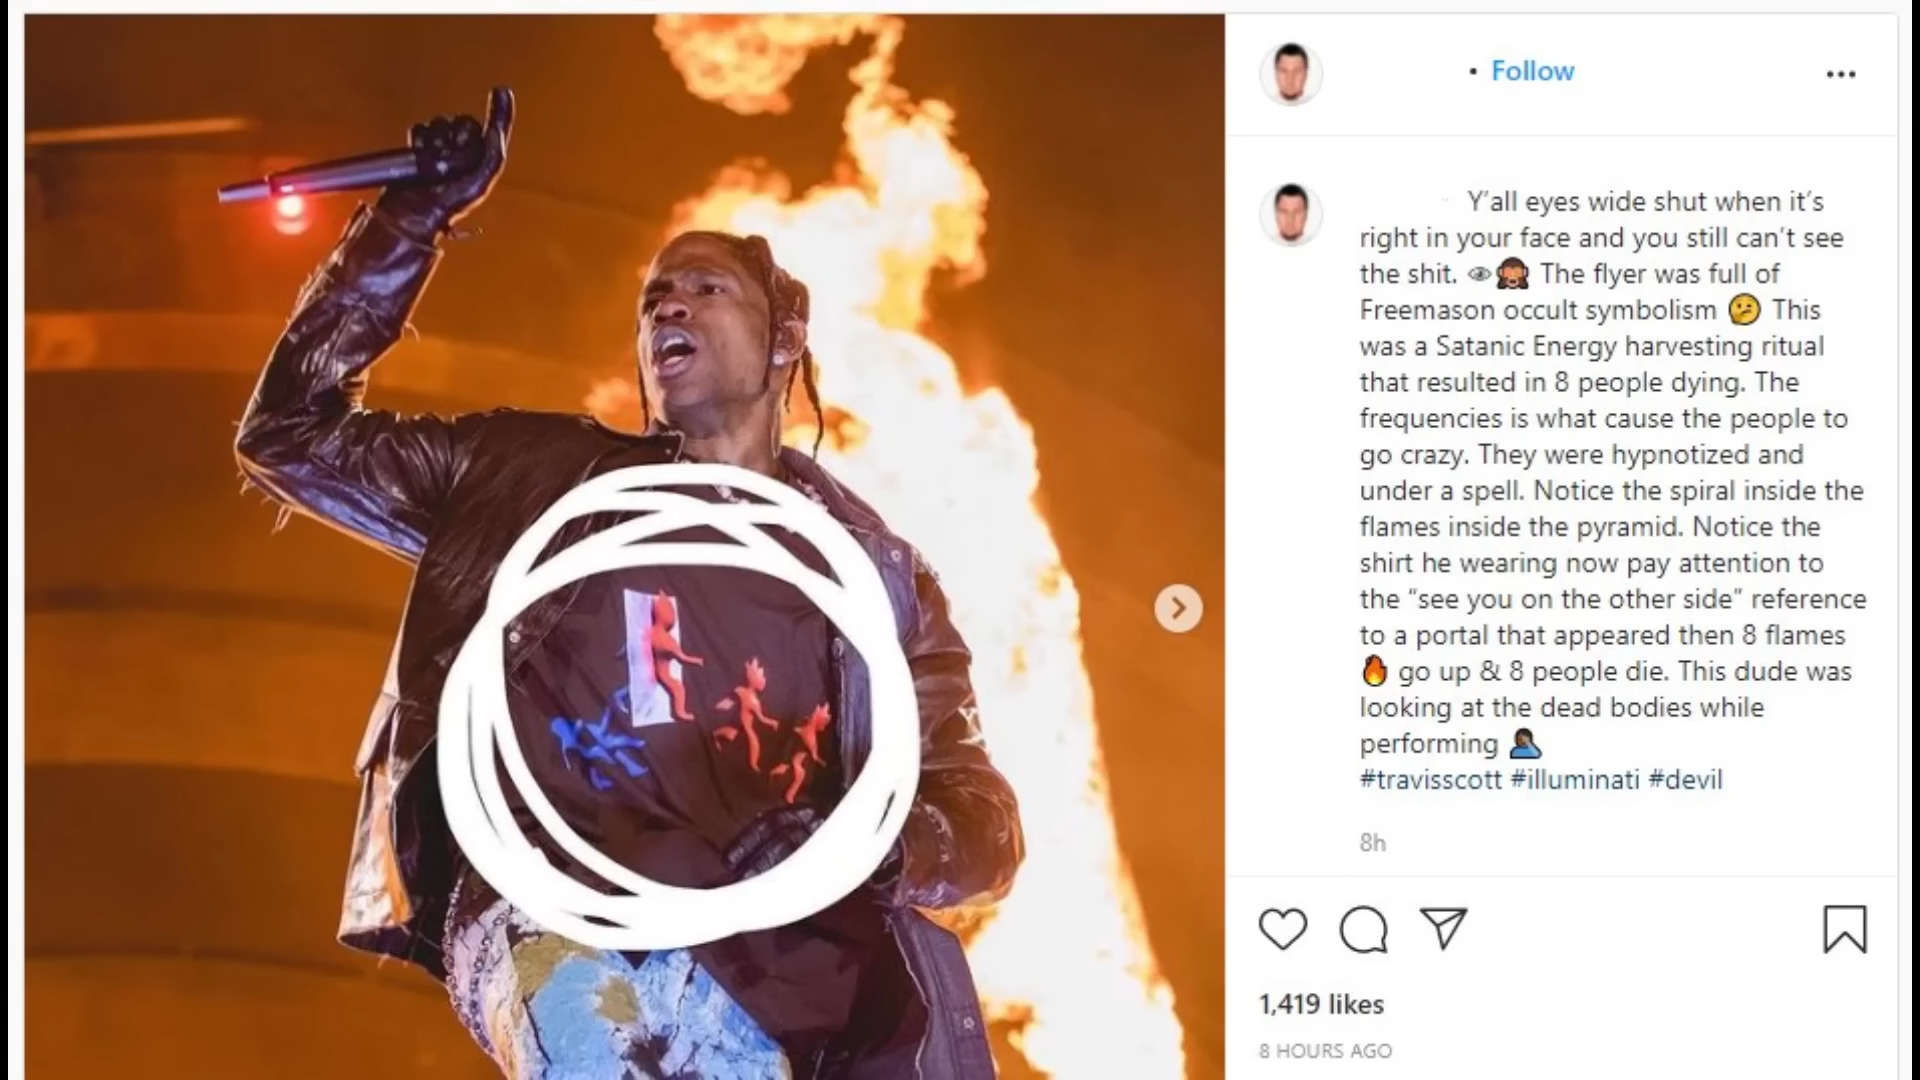 • Follow
Y’all eyes wide shut when it’s
right in your face and you still can’t see
the shit. 👁🙈 The flyer was full of
Freemason occult symbolism 🤔 This
was a Satanic Energy harvesting ritual
that resulted in 8 people dying. The
frequencies is what cause the people to
go crazy. They were hypnotized and
under a spell. Notice the spiral inside the
flames inside the pyramid. Notice the
shirt he wearing now pay attention to
the “see you on the other side” reference
to a portal that appeared then 8 flames
🔥 go up & 8 people die. This dude was
looking at the dead bodies while
performing 🤦🏾‍♂️
#travisscott #illuminati #devil
8h
1,419 likes
8 HOURS AGO